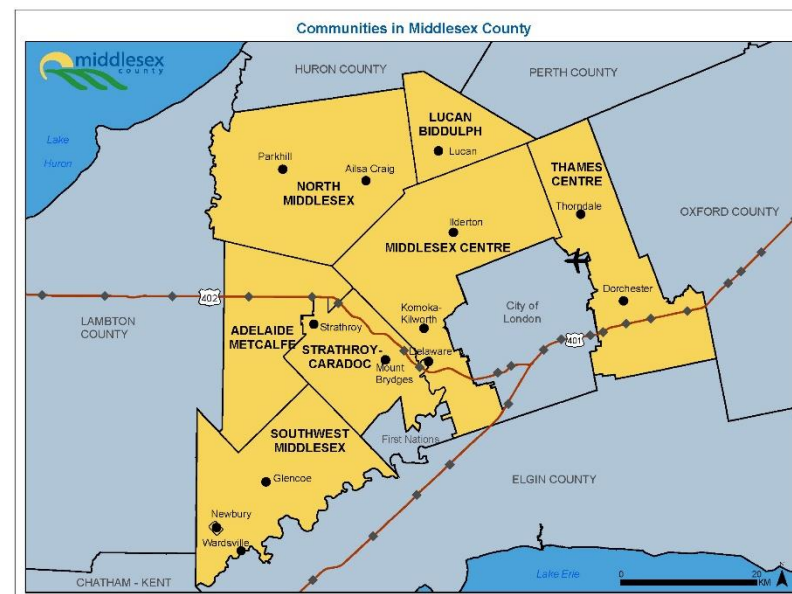 Communities in Middlesex County
middlesex
county
HURON COUNTY
PERTH COUNTY
LUCAN
BIDDULPH
Lucan
Lake
Huron
Parkhill
Ailsa Craig
NORTH
MIDDLESEX
THAMES
CENTRE
Thorndale
OXFORD COUNTY
Ilderton
MIDDLESEX CENTRE
Dorchester
402
LAMBTON
COUNTY
Komoka-
Kilworth
City of
London
401
ADELAIDE
METCALFE
Strathroy
STRATHROY-
CARADOC
Delaware
Mount
Brydges
First Nations
SOUTHWEST
MIDDLESEX
Glencoe
ELGIN COUNTY
Newbury
Wardsville
CHATHAM - KENT
Lake Erie
0
20
KM